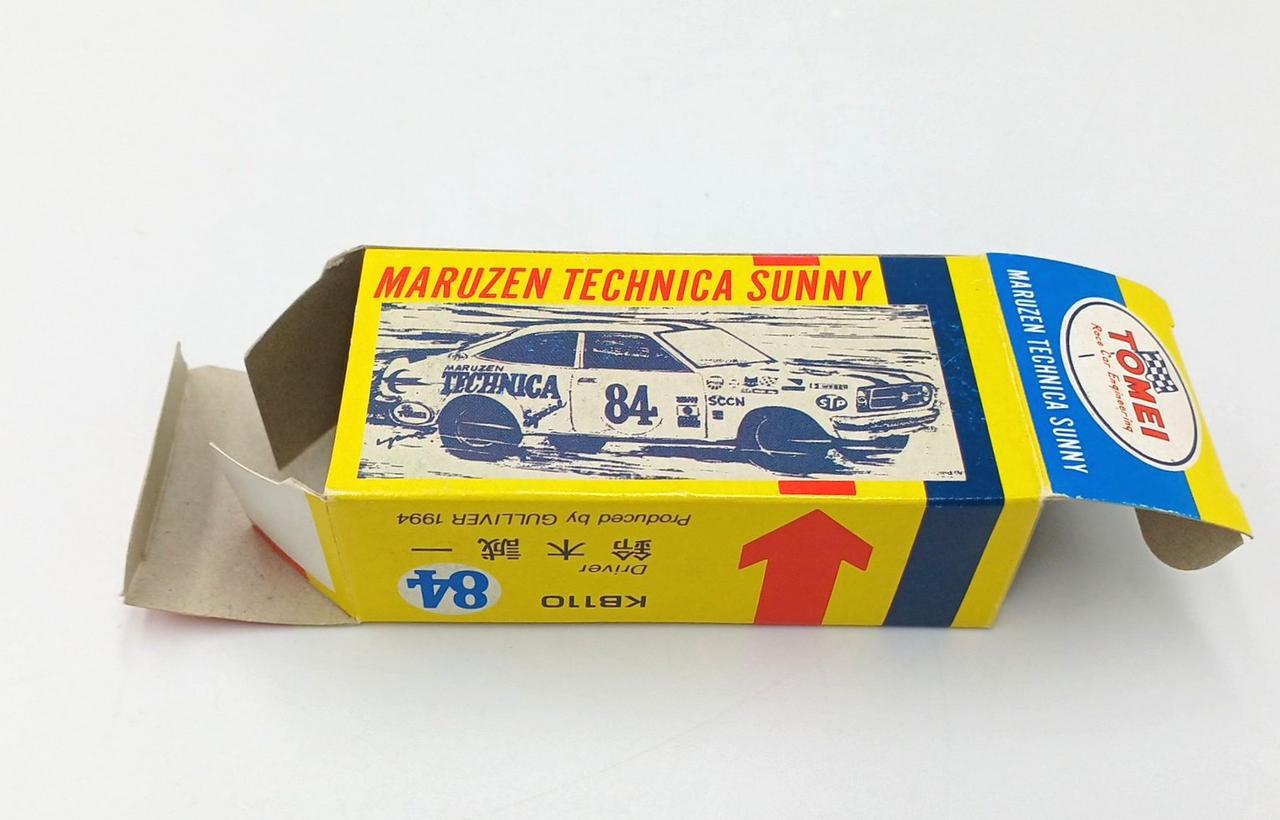 MARUZEN TECHNICA SUNNY
MARUZEN
TECHNICA
Special
84
SCCN
STP
KB110
84
Driver
鈴木誠一
Produced by GULLIVER 1994
MARUZEN TECHNICA SUNNY
TOMEI
Race Car Engineering